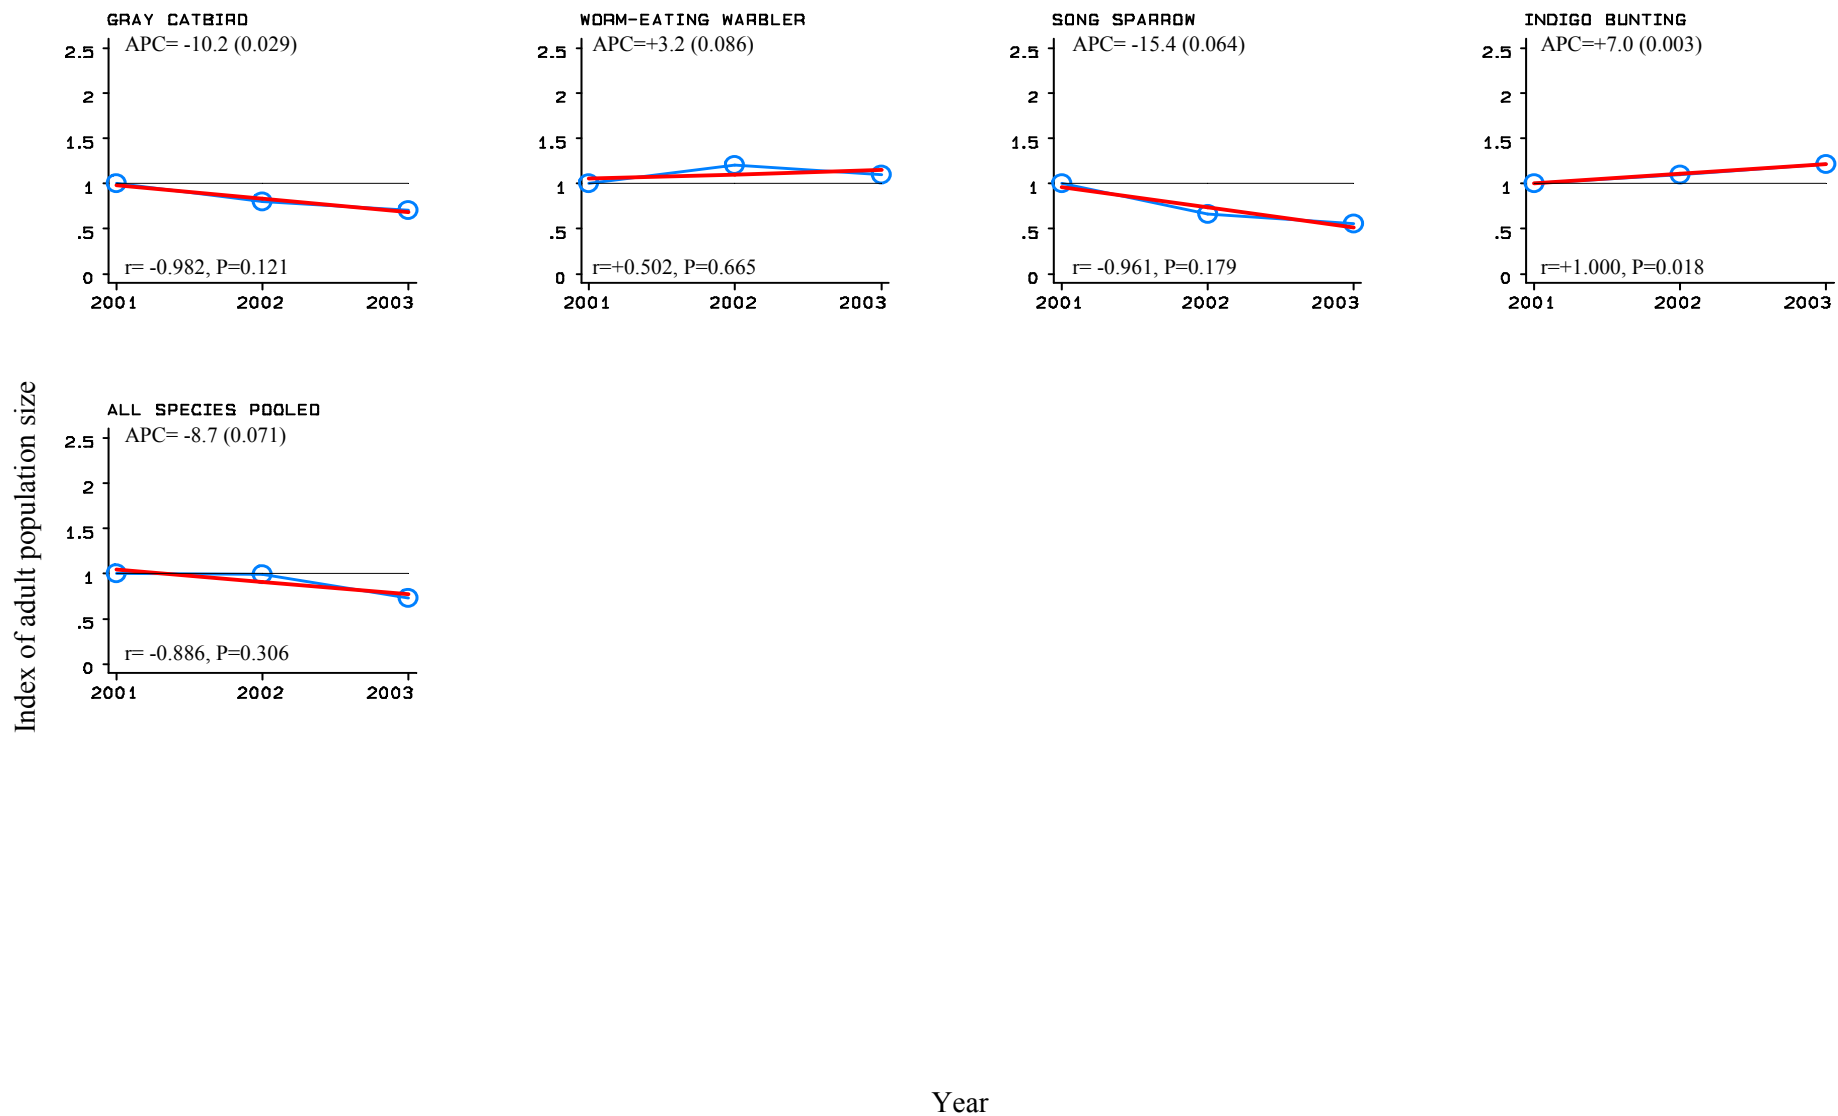 GRAY CATBIRD
APC= -10.2 (0.029)
2.5
2
1.5
1
.5
0
r= -0.982, P=0.121
2001 2002 2003
WORM-EATING WARBLER
APC=+3.2 (0.086)
2.5
2
1.5
1
.5
0
r=+0.502, P=0.665
2001 2002 2003
SONG SPARROW
APC= -15.4 (0.064)
2.5
2
1.5
1
.5
0
r= -0.961, P=0.179
2001 2002 2003
INDIGO BUNTING
APC=+7.0 (0.003)
2.5
2
1.5
1
.5
0
r=+1.000, P=0.018
2001 2002 2003
Index of adult population size
ALL SPECIES POOLED
APC= -8.7 (0.071)
2.5
2
1.5
1
.5
0
r= -0.886, P=0.306
2001 2002 2003
Year